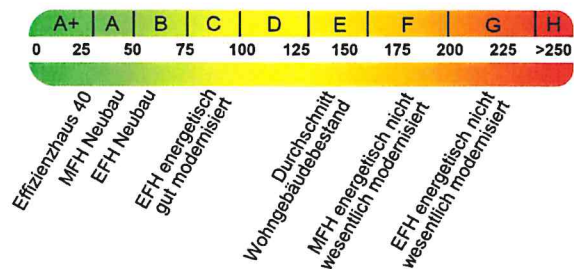 A+ A B C D E F G H
0 25 50 75 100 125 150 175 200 225 >250
Effizienzhaus 40
MFH Neubau
EFH Neubau
EFH energetisch
gut modernisiert
Durchschnitt
Wohngebäudebestand
MFH energetisch nicht
wesentlich modernisiert
EFH energetisch nicht
wesentlich modernisiert